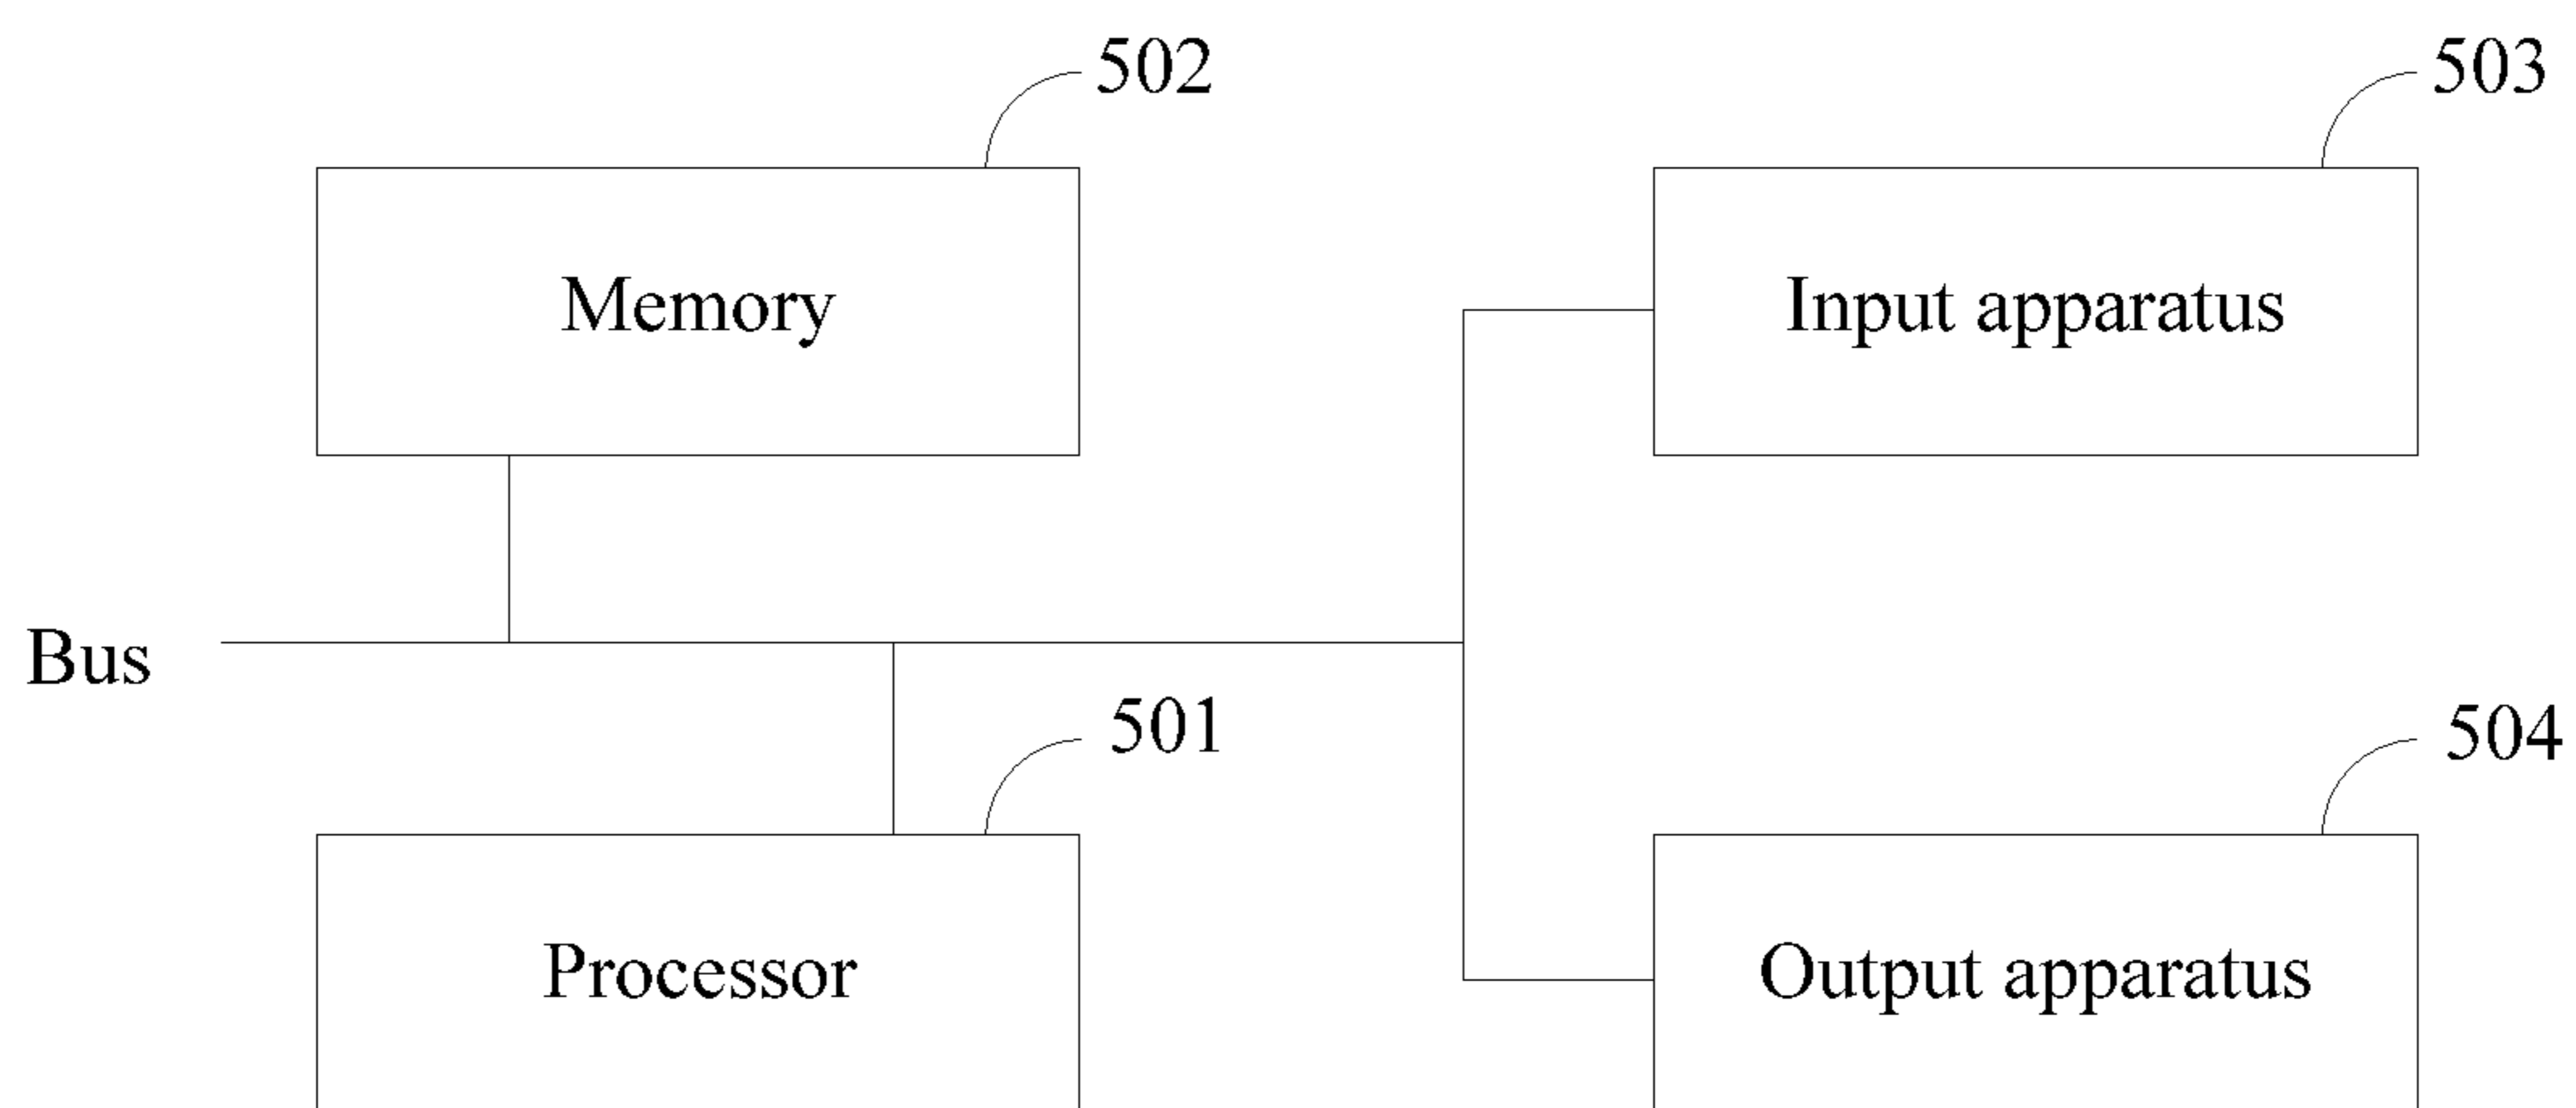 502
503
Memory
Input apparatus
Bus
501
504
Processor
Output apparatus